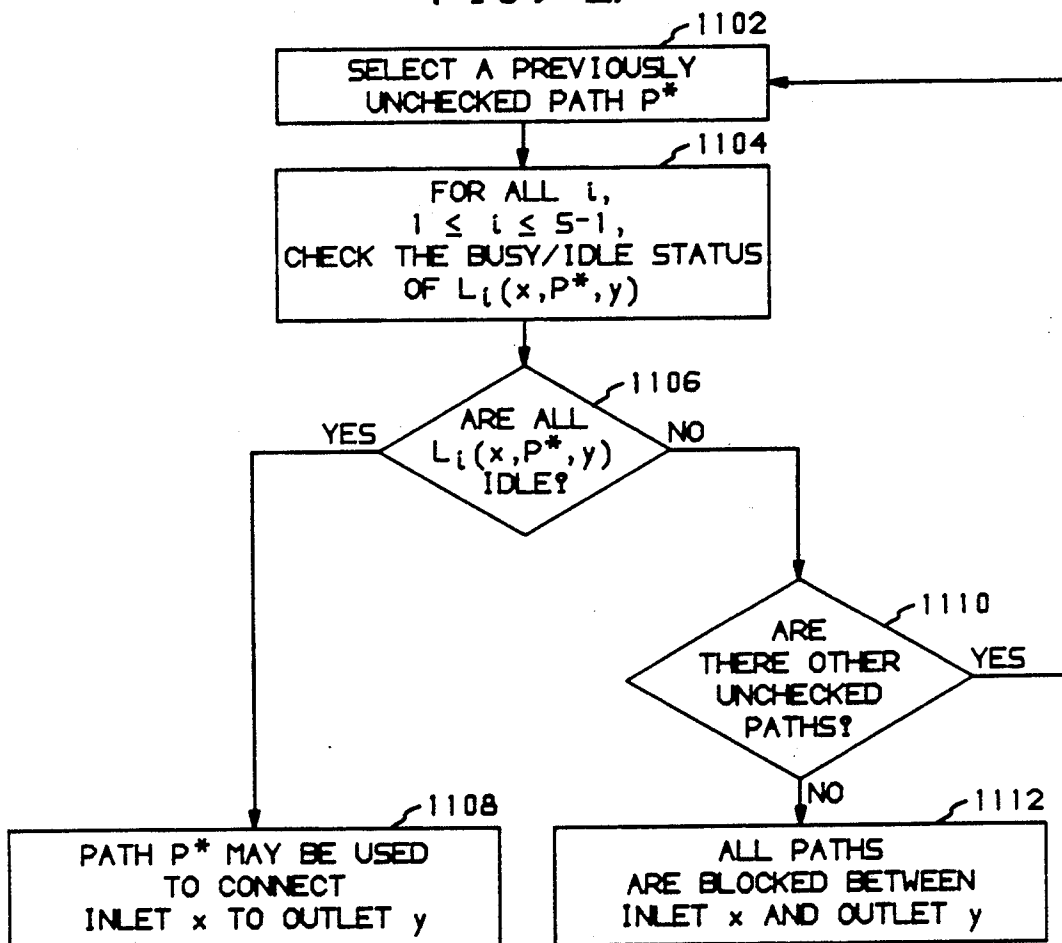 1102
SELECT A PREVIOUSLY
UNCHECKED PATH P*
1104
FOR ALL i,
1 ≤ i ≤ S-1,
CHECK THE BUSY/IDLE STATUS
OF Li(x,P*,y)
1106
ARE ALL
Li(x,P*,y)
IDLE?
YES
NO
1110
ARE
THERE OTHER
UNCHECKED
PATHS?
YES
NO
1108
PATH P* MAY BE USED
TO CONNECT
INLET x TO OUTLET y
1112
ALL PATHS
ARE BLOCKED BETWEEN
INLET x AND OUTLET y